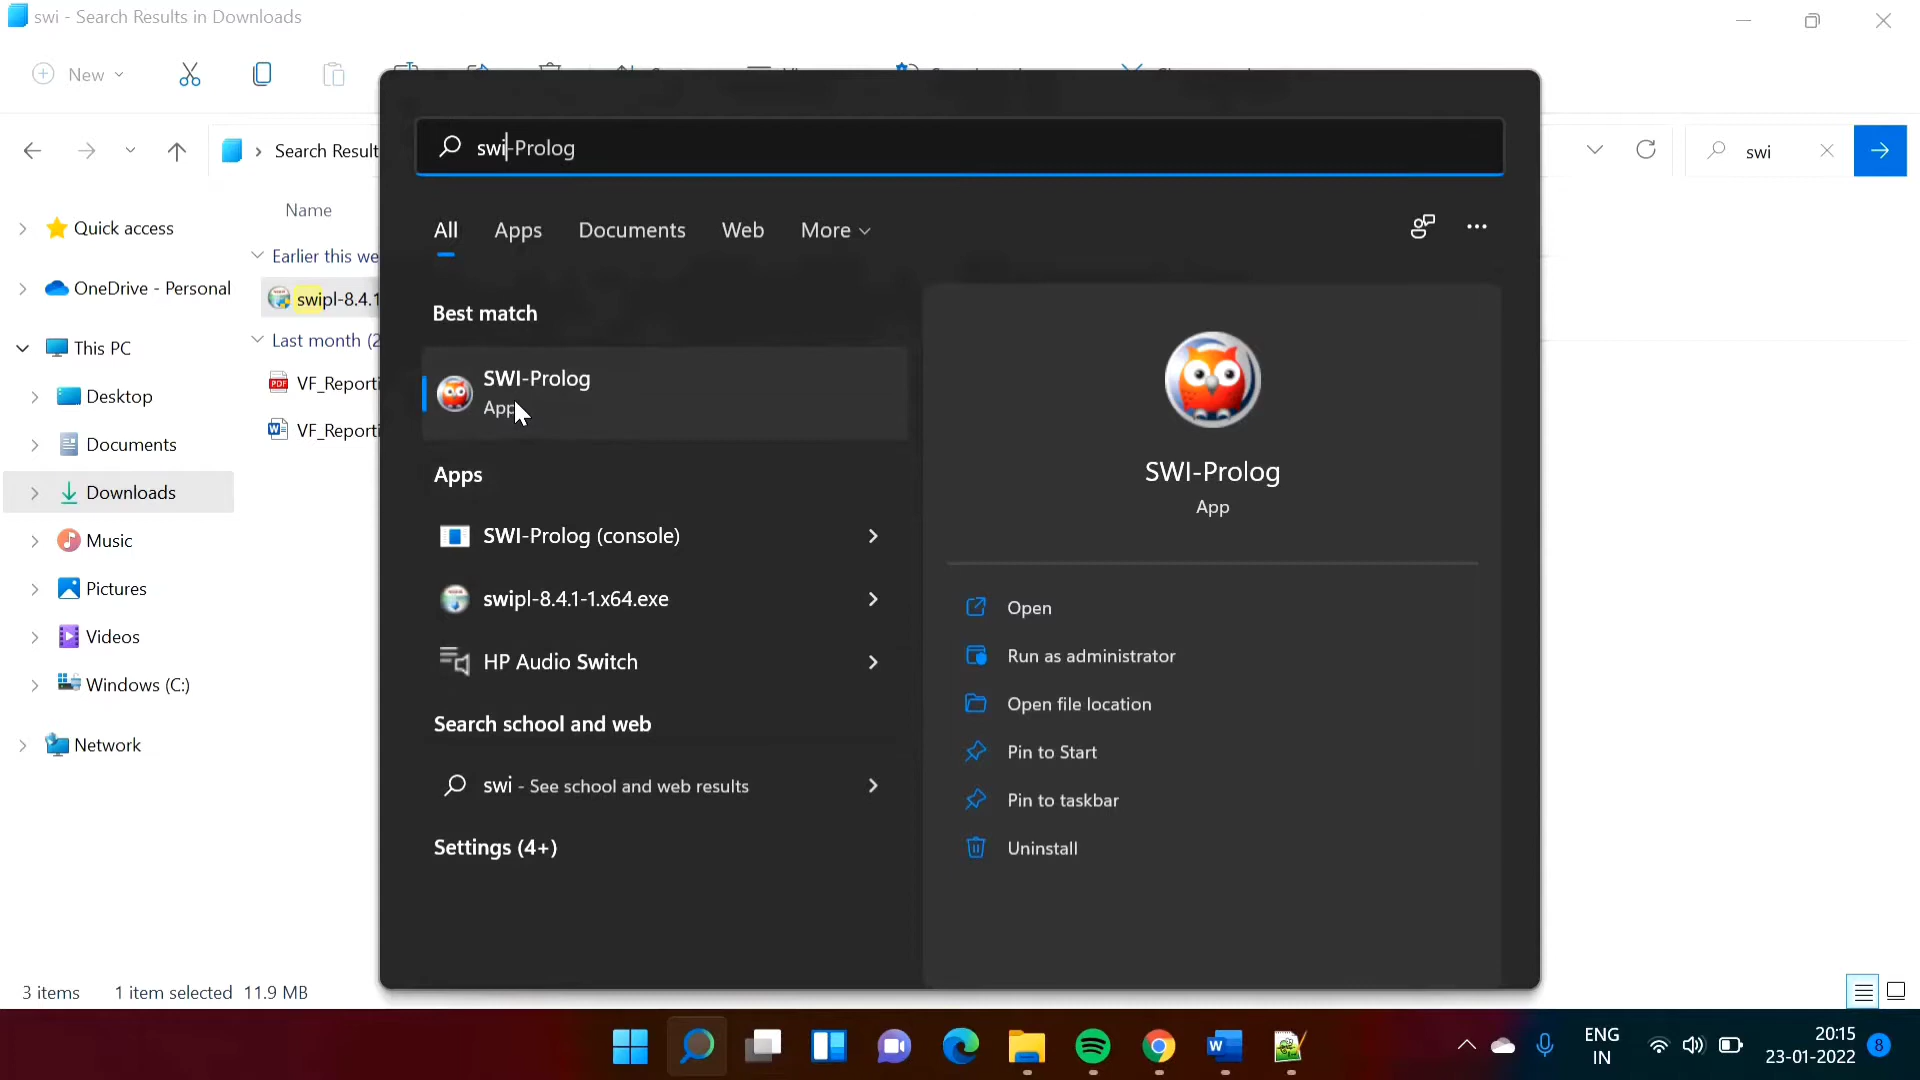 swi - Search Results in Downloads
New
Search Result
swi
swi-Prolog
Name
All Apps Documents Web More
Quick access
OneDrive - Personal
This PC
Desktop
Documents
Downloads
Music
Pictures
Videos
Windows (C:)
Network
Earlier this we
swipl-8.4.1
Last month (2
PDF VF_Reporti
VF_Reporti
Best match
SWI-Prolog
App
Apps
SWI-Prolog (console)
swipl-8.4.1-1.x64.exe
HP Audio Switch
Search school and web
swi - See school and web results
Settings (4+)
SWI-Prolog
App
Open
Run as administrator
Open file location
Pin to Start
Pin to taskbar
Uninstall
3 items 1 item selected 11.9 MB
ENG
IN
20:15
23-01-2022
8